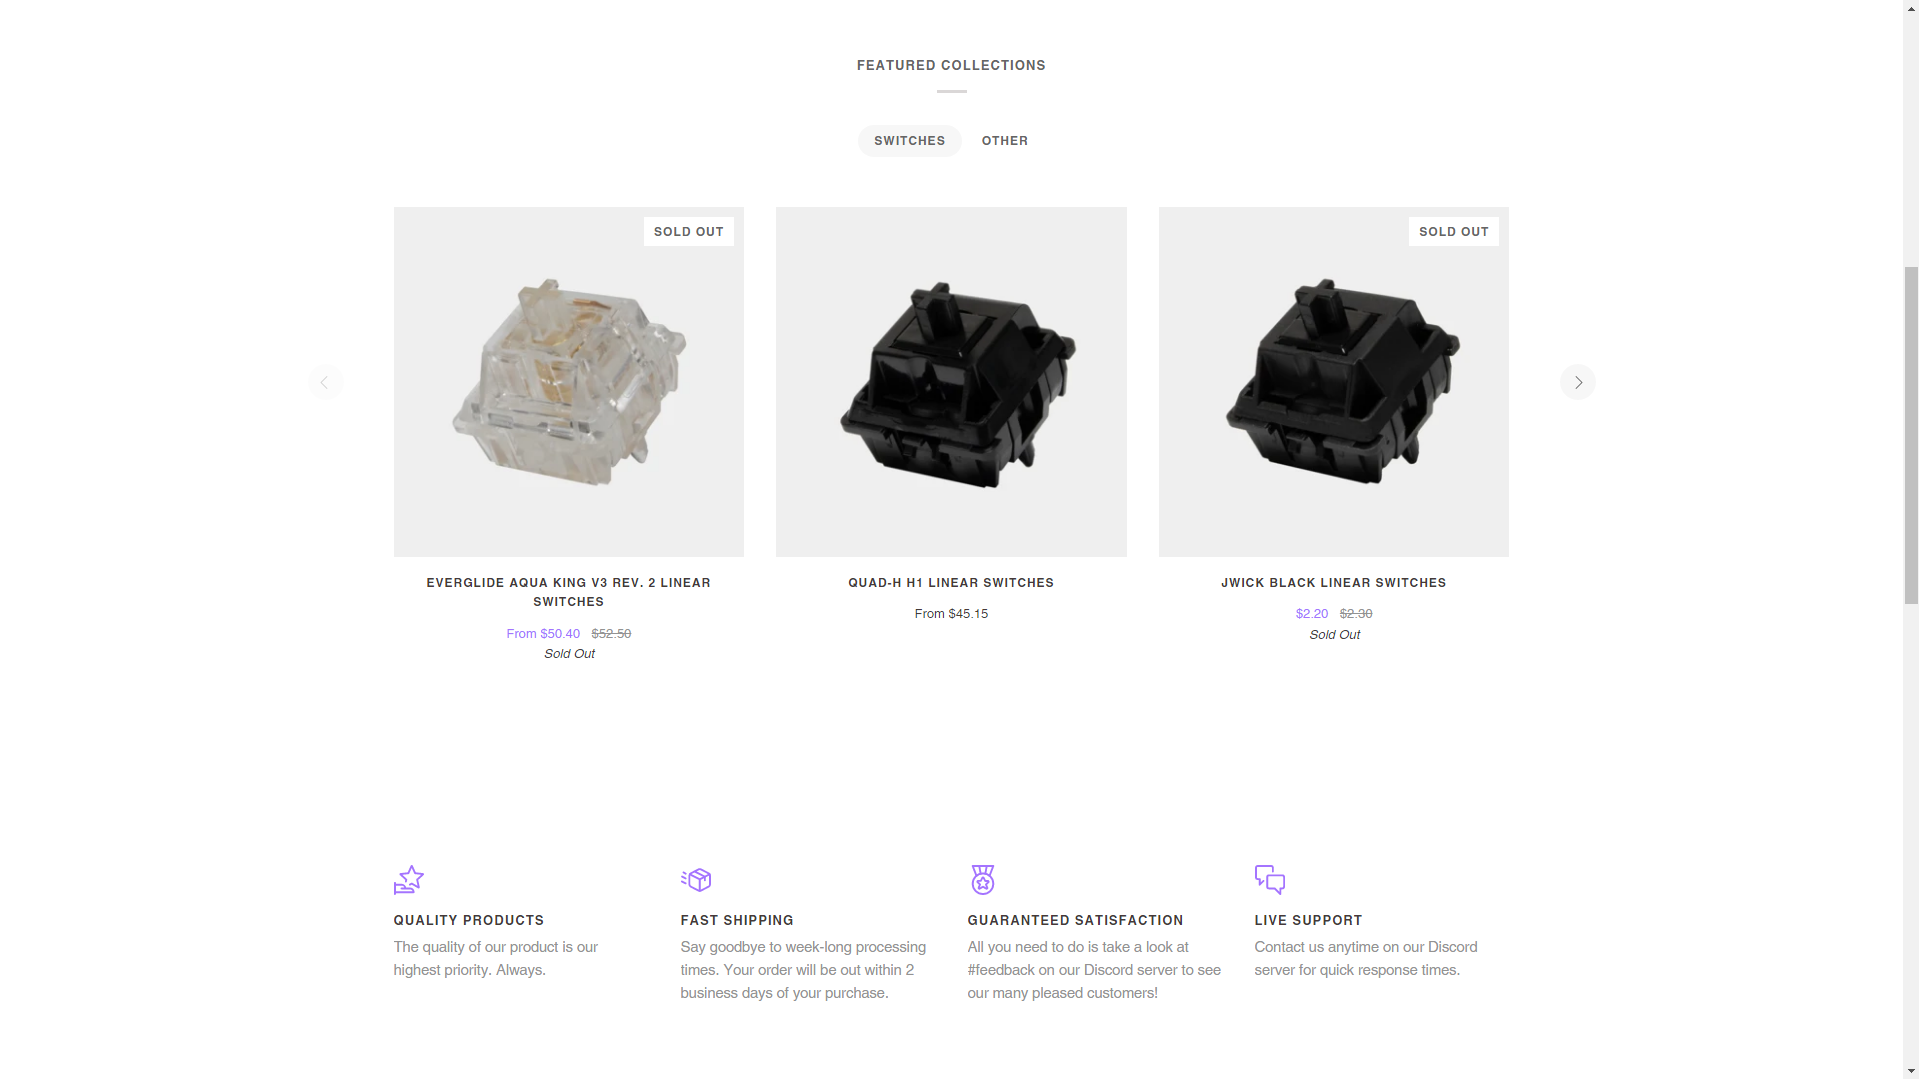 FEATURED COLLECTIONS
SWITCHES
OTHER
SOLD OUT
SOLD OUT
EVERGLIDE AQUA KING V3 REV. 2 LINEAR
SWITCHES
From $50.40 $52.50
Sold Out
QUAD-H H1 LINEAR SWITCHES
From $45.15
JWICK BLACK LINEAR SWITCHES
$2.20 $2.30
Sold Out
QUALITY PRODUCTS
The quality of our product is our
highest priority. Always.
FAST SHIPPING
Say goodbye to week-long processing
times. Your order will be out within 2
business days of your purchase.
GUARANTEED SATISFACTION
All you need to do is take a look at
#feedback on our Discord server to see
our many pleased customers!
LIVE SUPPORT
Contact us anytime on our Discord
server for quick response times.